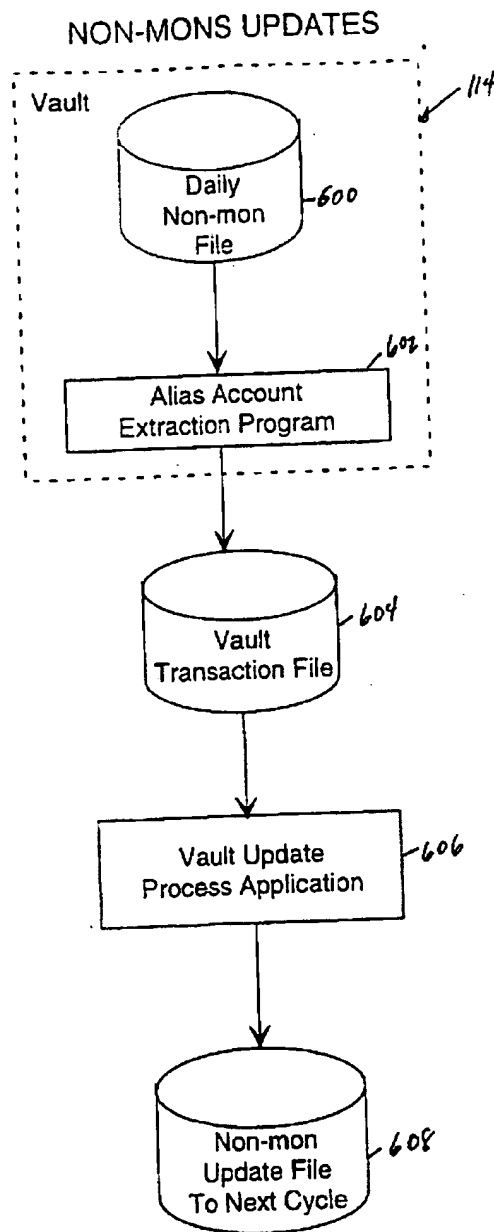 NON-MONS UPDATES
114
Vault
Daily
Non-mon
File
600
602
Alias Account
Extraction Program
604
Vault
Transaction File
Vault Update
Process Application
606
Non-mon
Update File
To Next Cycle
608